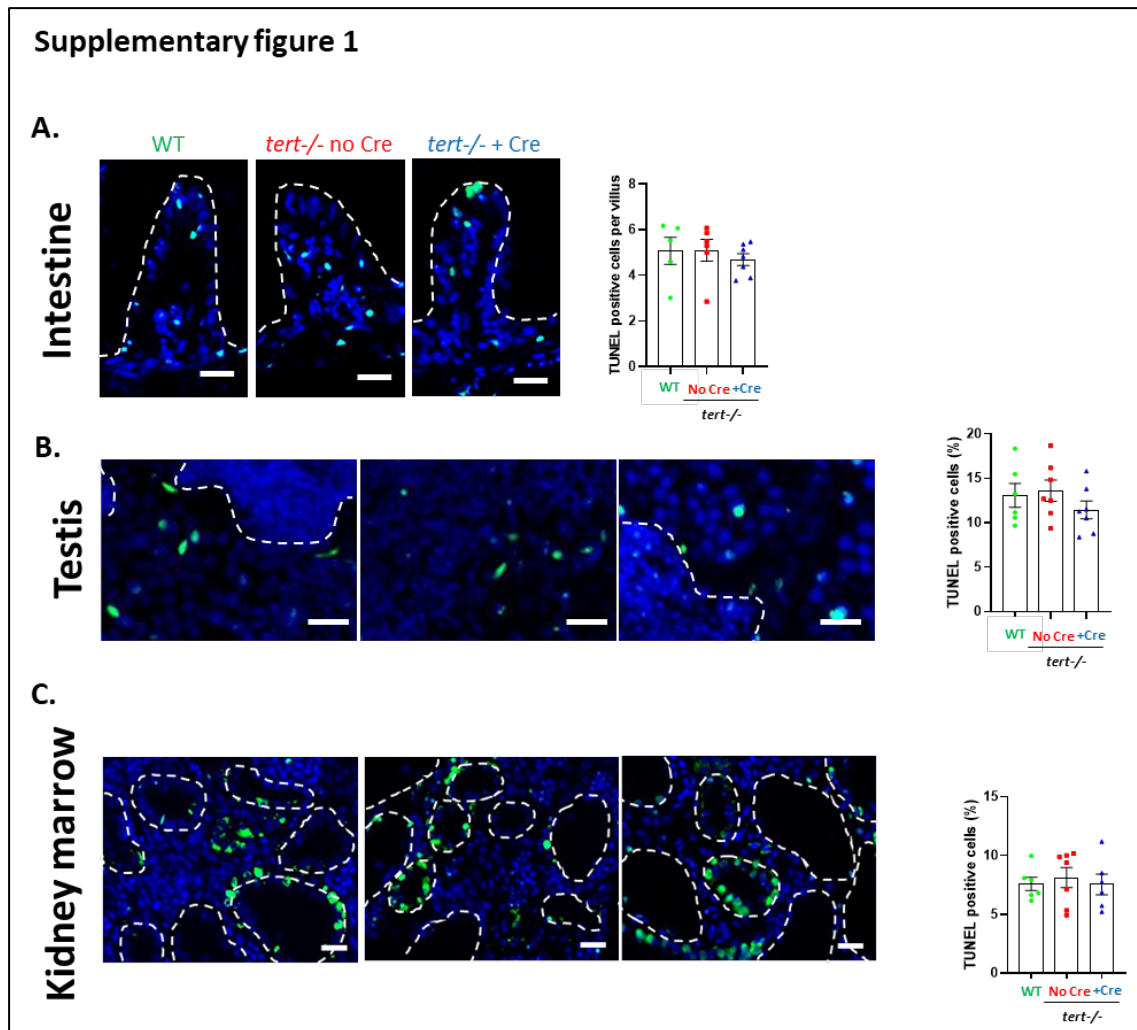 Supplementary figure 1
A.
WT
tert-/- no Cre
tert-/- + Cre
Intestine
TUNEL positive cells per villus
8
6
4
2
0
WT No Cre +Cre
tert-/-
B.
Testis
TUNEL positive cells (%)
20
15
10
5
0
WT No Cre +Cre
tert-/-
C.
Kidney marrow
TUNEL positive cells (%)
15
10
5
0
WT No Cre +Cre
tert-/-